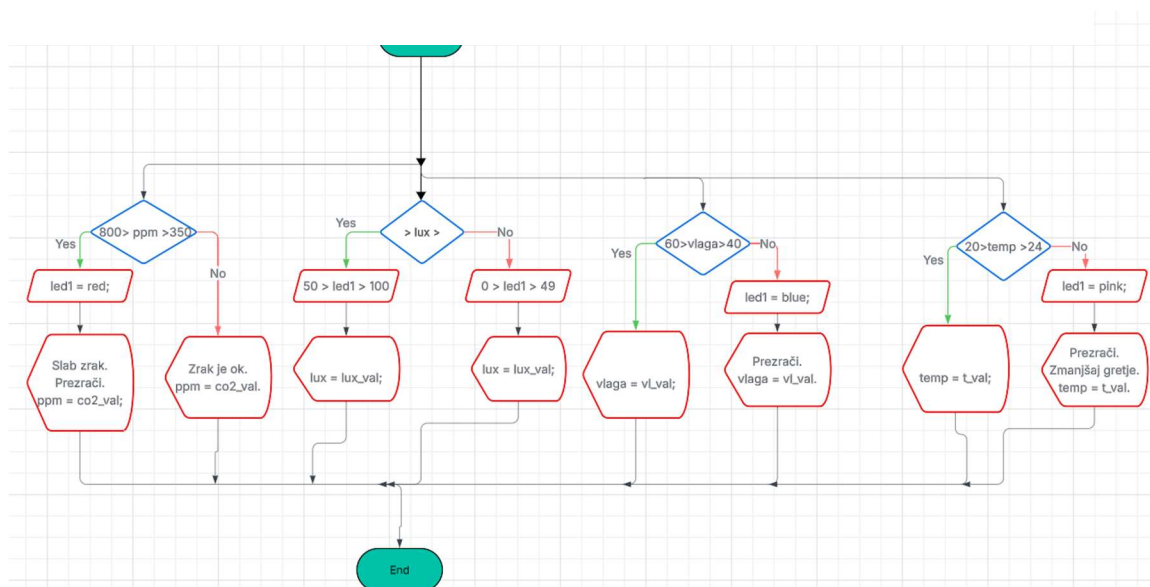 800> ppm >350
Yes
No
led1 = red;
Slab zrak.
Prezrači.
ppm = co2_val;
Zrak je ok.
ppm = co2_val.
> lux >
Yes
No
50 > led1 > 100
0 > led1 > 49
lux = lux_val;
lux = lux_val;
60>vlaga>40
Yes
No
led1 = blue;
vlaga = vl_val;
Prezrači.
vlaga = vl_val.
20>temp >24
Yes
No
led1 = pink;
temp = t_val;
Prezrači.
Zmanjšaj gretje.
temp = t_val.
End